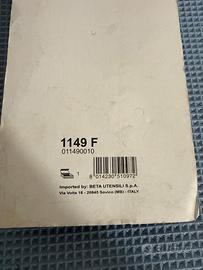 1149 F
011490010
1
8 014230 510972
Imported by: BETA UTENSILI S.p.A.
Via Volta 18 - 20845 Sovico (MB) - ITALY